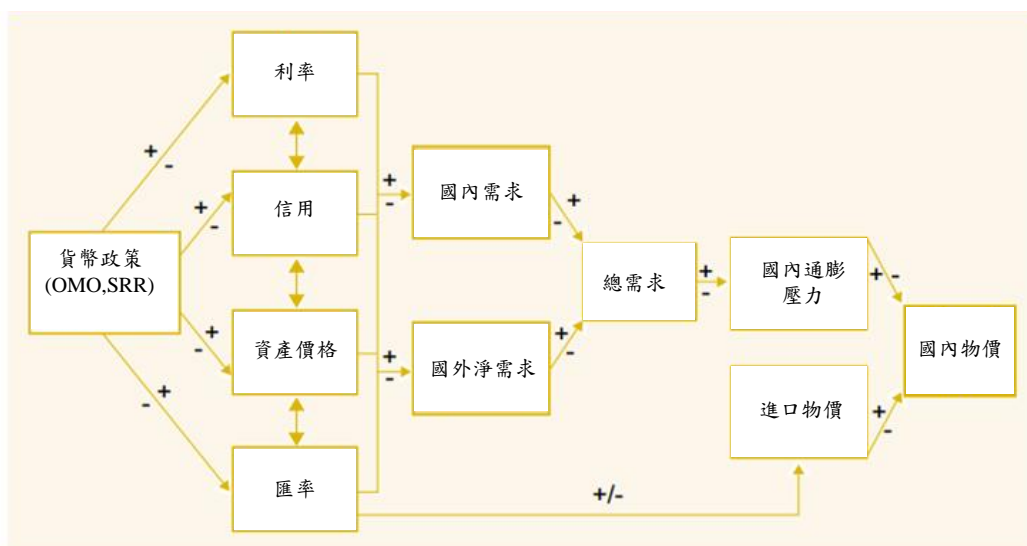 利率
信用
貨幣政策
(OMO,SRR)
資產價格
匯率
國內需求
國外淨需求
總需求
國內通膨
壓力
進口物價
國內物價
+
-
+
-
+
-
+
-
+
-
+
-
+
-
+
-
+
-
+
-
+
-
+/-